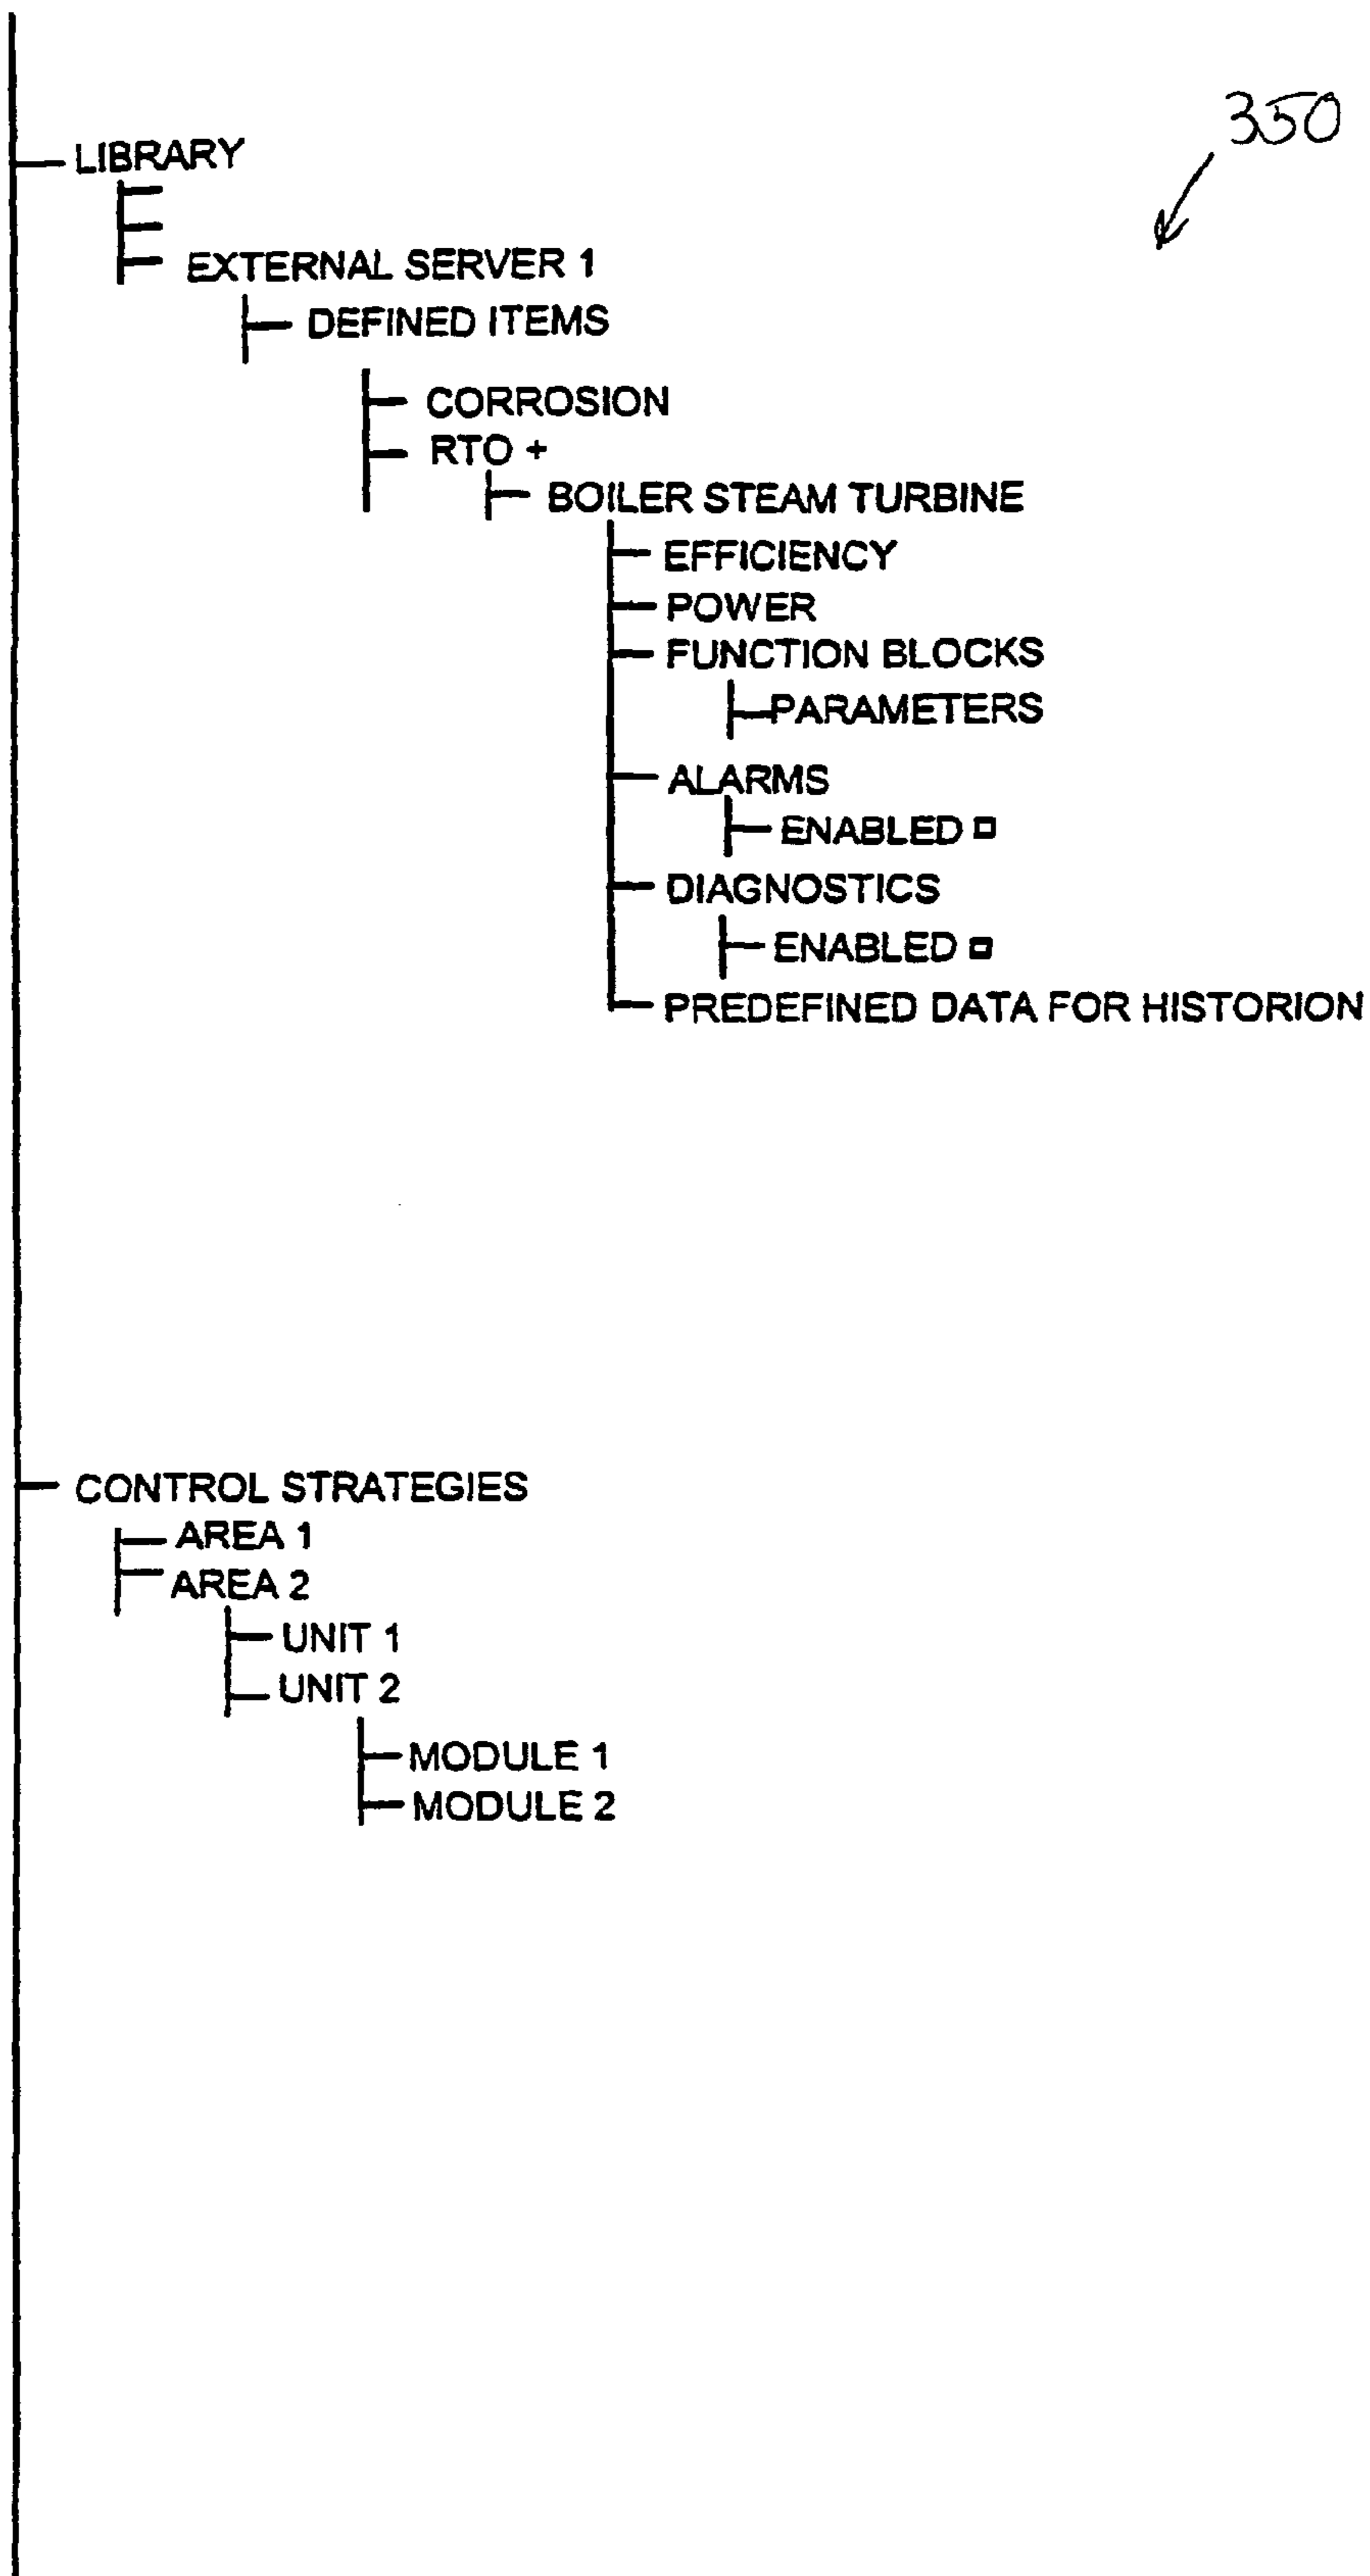 350
LIBRARY
EXTERNAL SERVER 1
DEFINED ITEMS
CORROSION
RTO +
BOILER STEAM TURBINE
EFFICIENCY
POWER
FUNCTION BLOCKS
PARAMETERS
ALARMS
ENABLED
DIAGNOSTICS
ENABLED
PREDEFINED DATA FOR HISTORION
CONTROL STRATEGIES
AREA 1
AREA 2
UNIT 1
UNIT 2
MODULE 1
MODULE 2